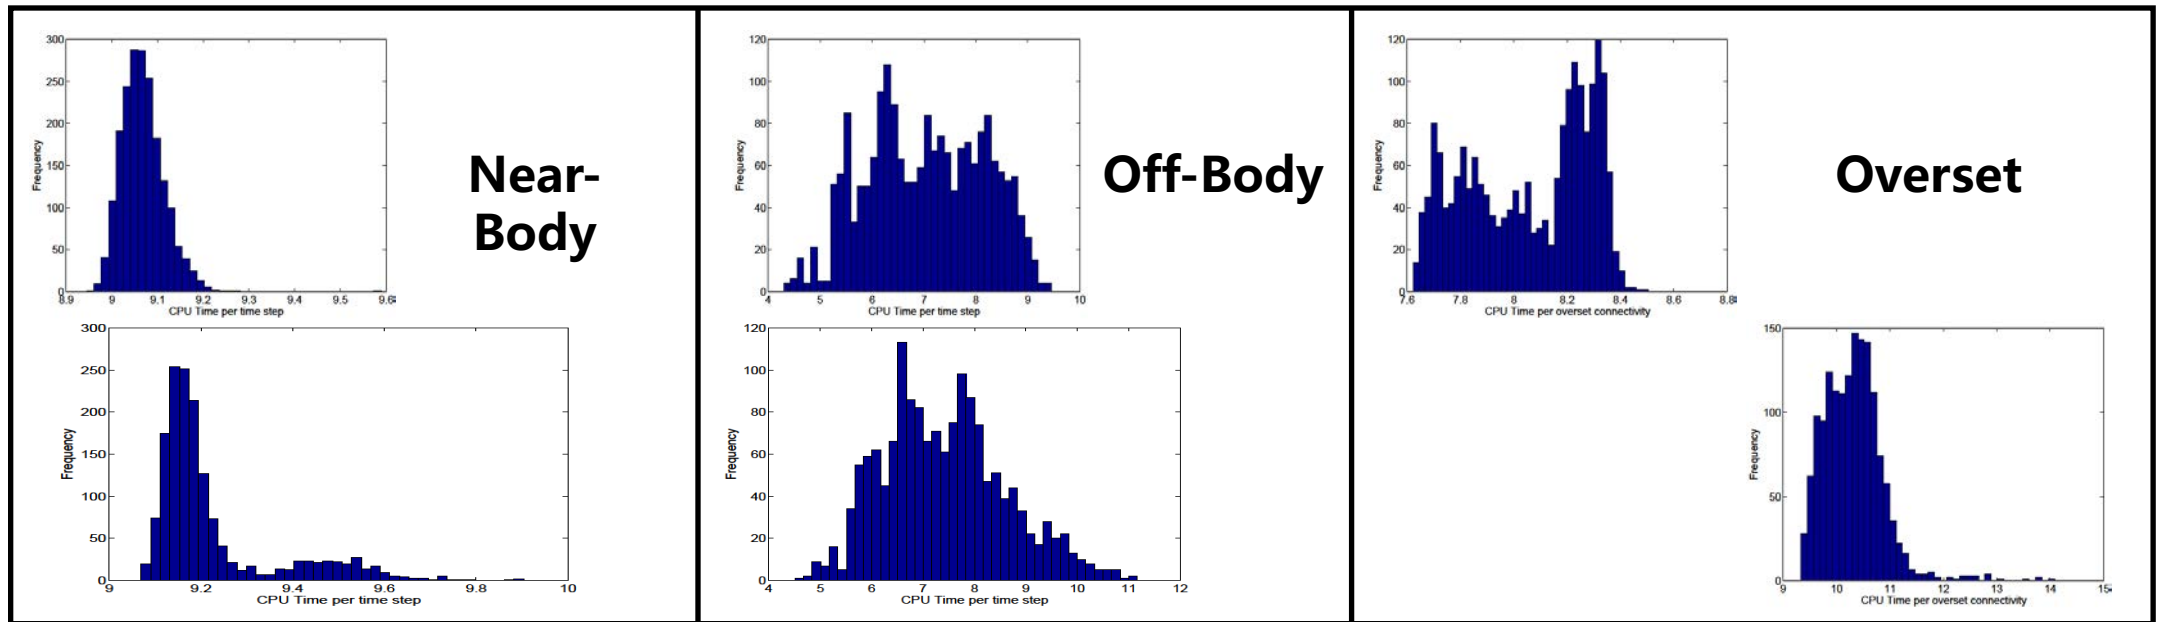 300
250
200
150
100
50
0
Frequency
8.9 9 9.1 9.2 9.3 9.4 9.5 9.6
CPU Time per time step
Near-
Body
300
250
200
150
100
50
0
Frequency
9 9.2 9.4 9.6 9.8 10
CPU Time per time step
120
100
80
60
40
20
0
Frequency
4 5 6 7 8 9 10
CPU Time per time step
Off-Body
120
100
80
60
40
20
0
Frequency
4 5 6 7 8 9 10 11 12
CPU Time per time step
120
100
80
60
40
20
0
Frequency
7.6 7.8 8 8.2 8.4 8.6 8.8
CPU Time per overset connectivity
Overset
150
100
50
0
Frequency
9 10 11 12 13 14 15
CPU Time per overset connectivity